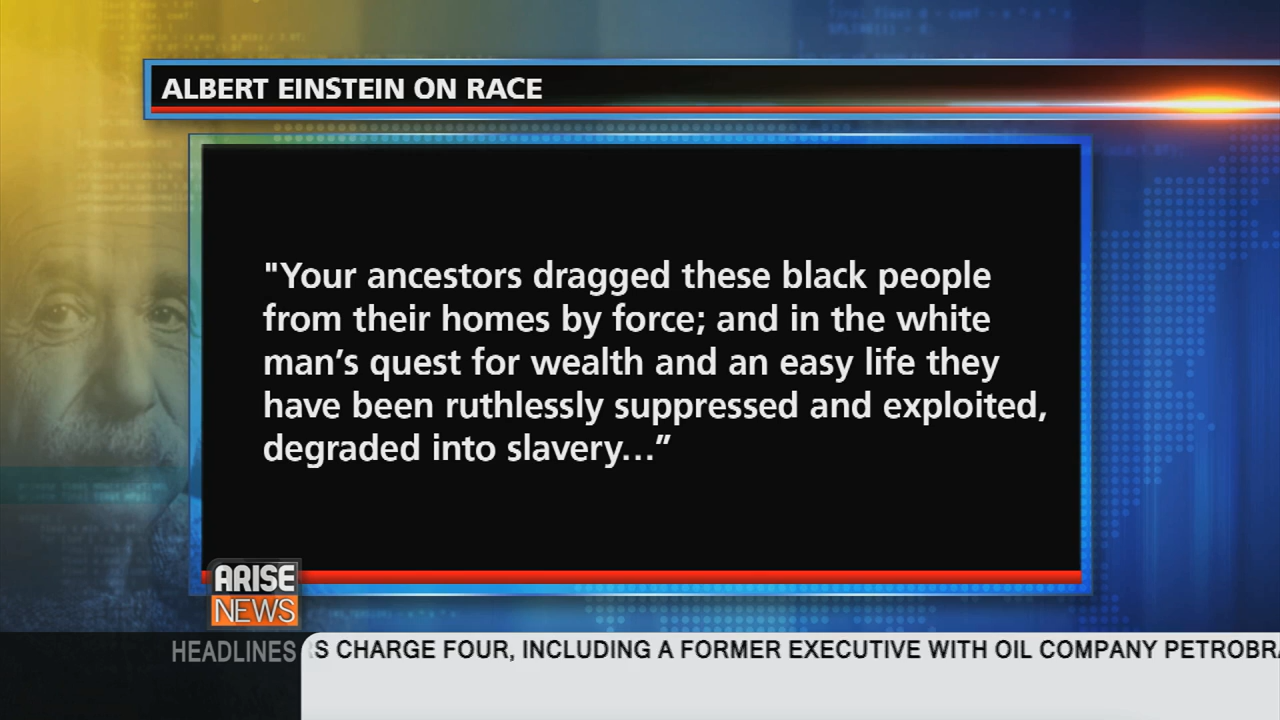 ALBERT EINSTEIN ON RACE
"Your ancestors dragged these black people
from their homes by force; and in the white
man’s quest for wealth and an easy life they
have been ruthlessly suppressed and exploited,
degraded into slavery...”
ARISE
NEWS
HEADLINES
CHARGE FOUR, INCLUDING A FORMER EXECUTIVE WITH OIL COMPANY